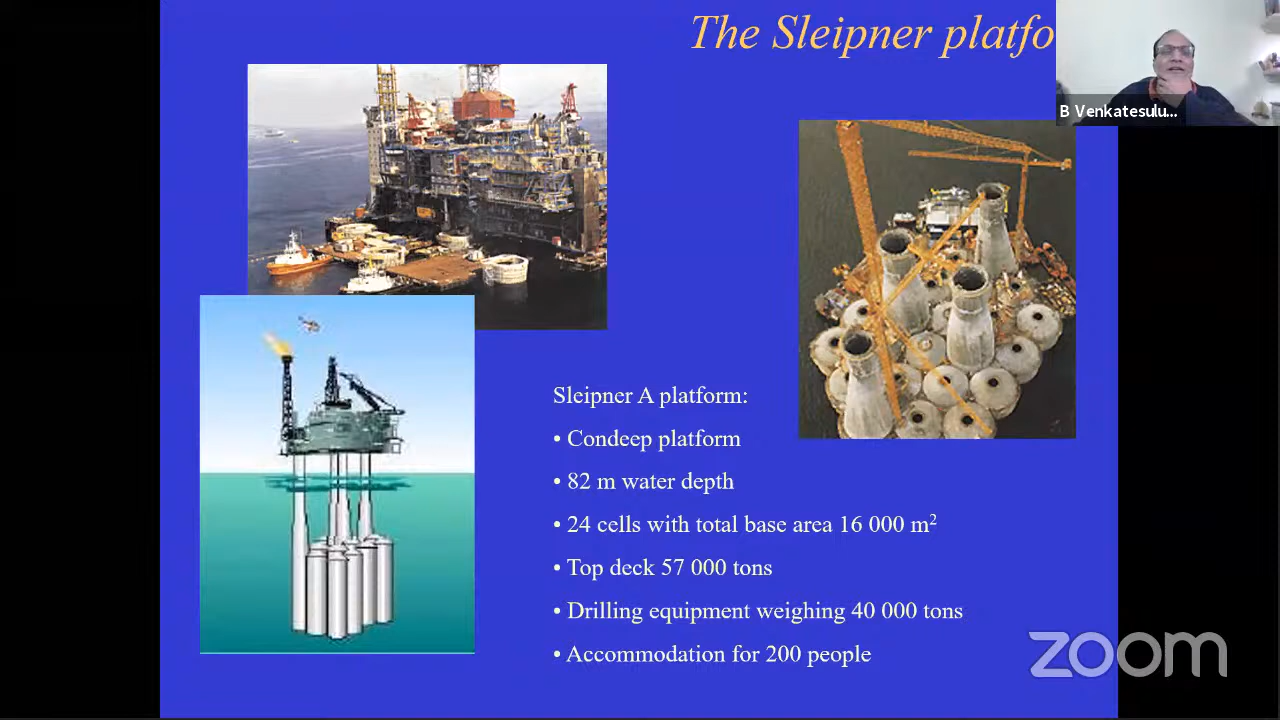 The Sleipner platfo
B Venkatesulu...
Sleipner A platform:
• Condeep platform
• 82 m water depth
• 24 cells with total base area 16 000 m²
• Top deck 57 000 tons
• Drilling equipment weighing 40 000 tons
• Accommodation for 200 people
zoom